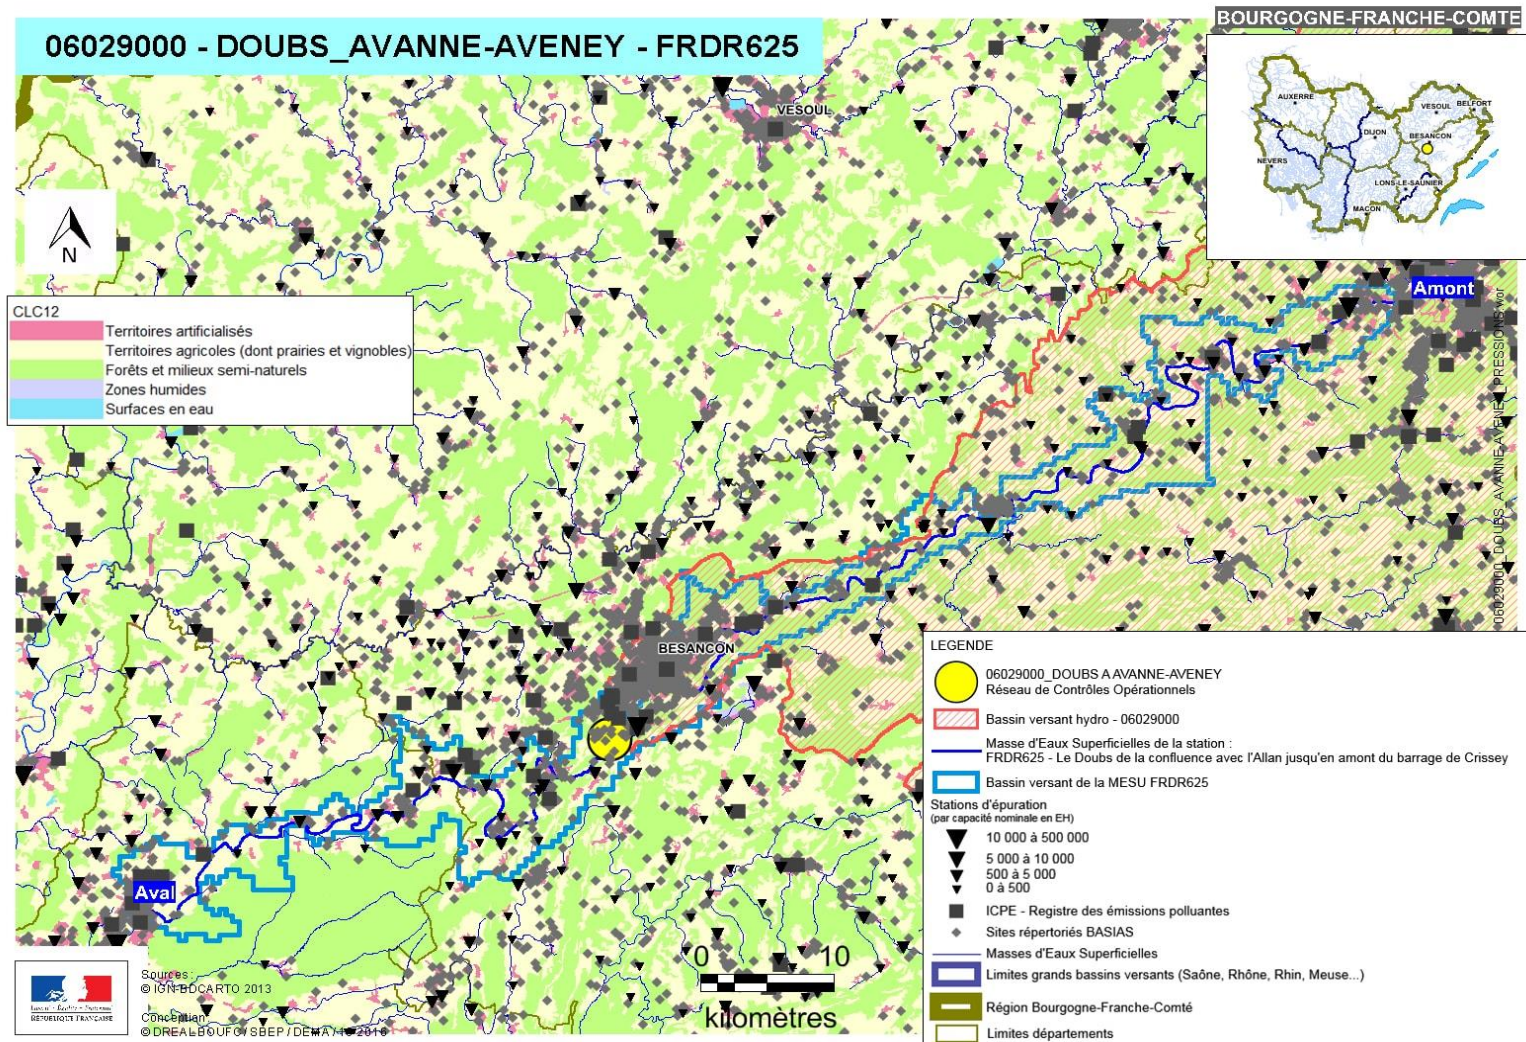 06029000 - DOUBS_AVANNE-AVENEY - FRDR625
BOURGOGNE-FRANCHE-COMTE
AUXERRE
VESOUL
BELFORT
DIJON
BESANCON
NEVERS
LONS-LE-SAUNIER
MACON
VESOUL
N
Amont
CLC12
Territoires artificialisés
Territoires agricoles (dont prairies et vignobles)
Forêts et milieux semi-naturels
Zones humides
Surfaces en eau
BESANCON
Aval
LEGENDE
06029000_DOUBS A AVANNE-AVENEY
Réseau de Contrôles Opérationnels
Bassin versant hydro - 06029000
Masse d'Eaux Superficielles de la station :
FRDR625 - Le Doubs de la confluence avec l'Allan jusqu'en amont du barrage de Crissey
Bassin versant de la MESU FRDR625
Stations d'épuration
(par capacité nominale en EH)
10 000 à 500 000
5 000 à 10 000
500 à 5 000
0 à 500
ICPE - Registre des émissions polluantes
Sites répertoriés BASIAS
Masses d'Eaux Superficielles
Limites grands bassins versants (Saône, Rhône, Rhin, Meuse...)
Région Bourgogne-Franche-Comté
Limites départements
0 10
kilomètres
Sources :
© IGN-BDCARTO 2013
Conception
© DREAL BOUFC / SBEP / DEMA /
RÉPUBLIQUE FRANÇAISE